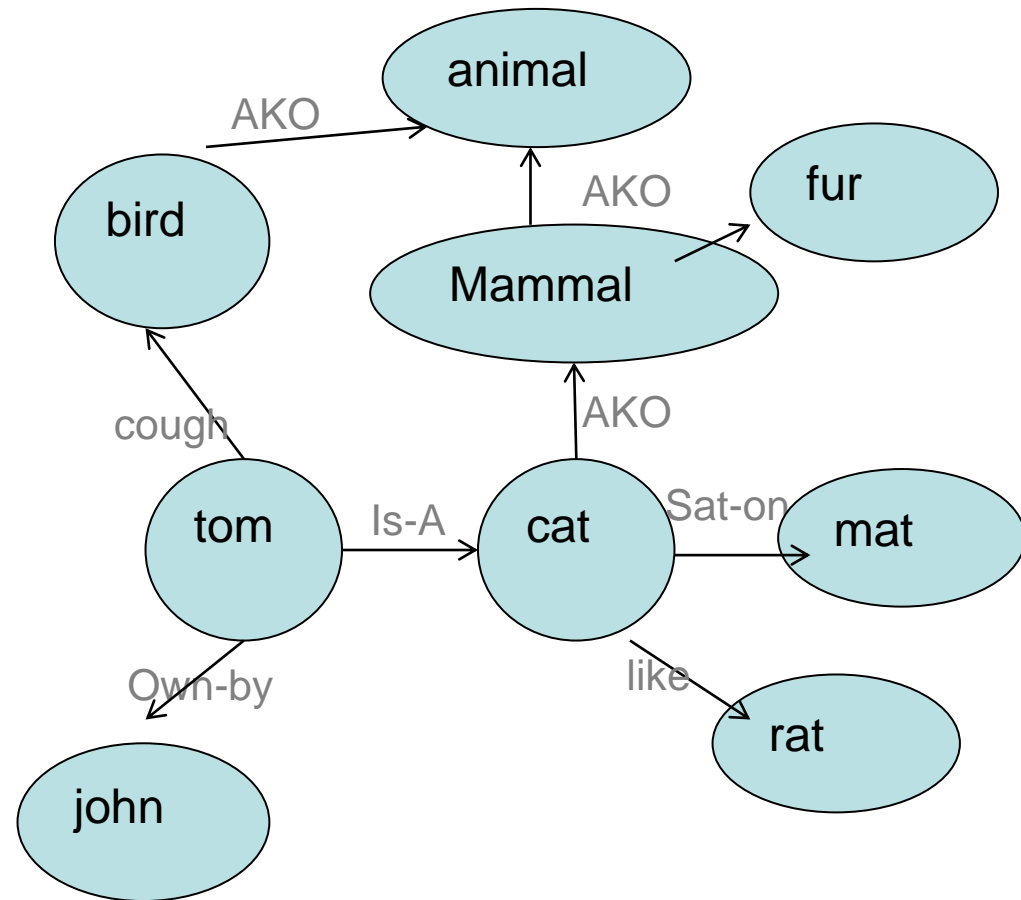 animal
AKO
fur
AKO
bird
Mammal
cough
AKO
tom
Is-A
cat
Sat-on
mat
Own-by
like
rat
john